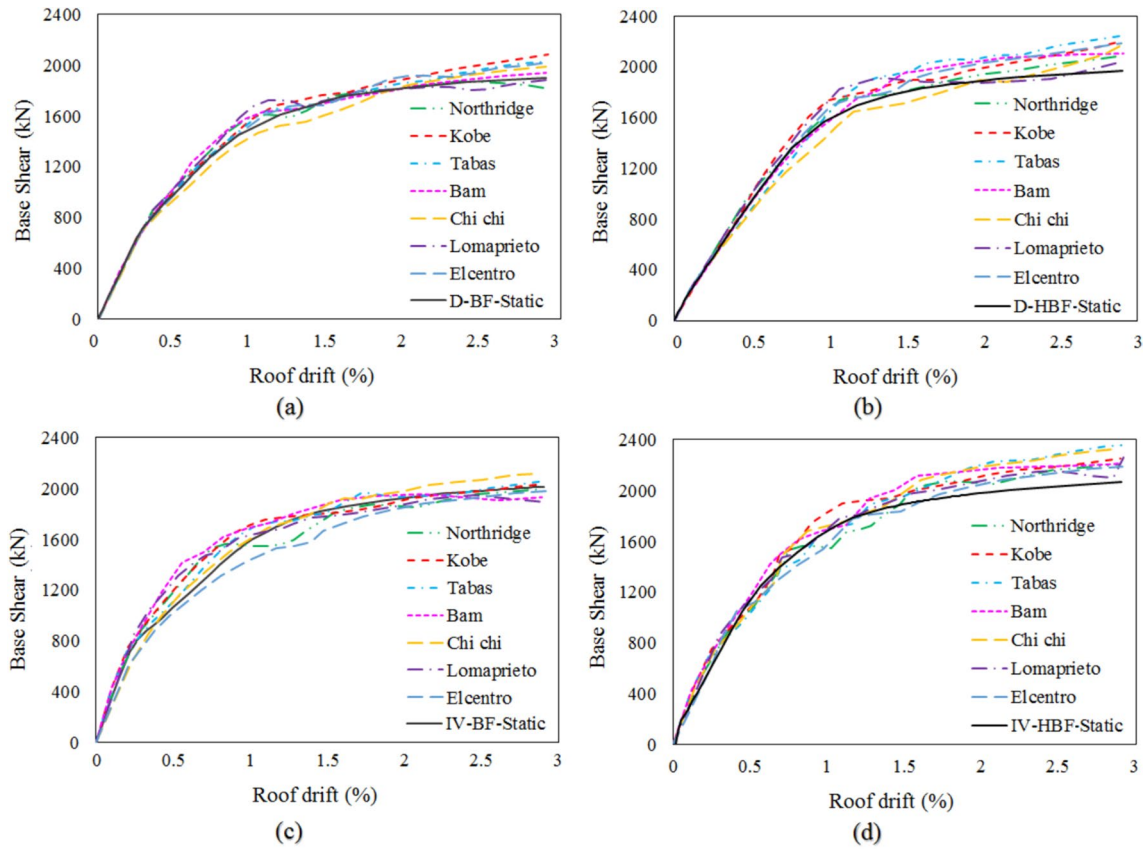 2400
2000
1600
1200
800
400
0
Base Shear (kN)
Northridge
Kobe
Tabas
Bam
Chi chi
Lomaprieto
Elcentro
D-BF-Static
0 0.5 1 1.5 2 2.5 3
Roof drift (%)
(a)
2400
2000
1600
1200
800
400
0
Base Shear (kN)
Northridge
Kobe
Tabas
Bam
Chi chi
Lomaprieto
Elcentro
D-HBF-Static
0 0.5 1 1.5 2 2.5 3
Roof drift (%)
(b)
2400
2000
1600
1200
800
400
0
Base Shear (kN)
Northridge
Kobe
Tabas
Bam
Chi chi
Lomaprieto
Elcentro
IV-BF-Static
0 0.5 1 1.5 2 2.5 3
Roof drift (%)
(c)
2400
2000
1600
1200
800
400
0
Base Shear (kN)
Northridge
Kobe
Tabas
Bam
Chi chi
Lomaprieto
Elcentro
IV-HBF-Static
0 0.5 1 1.5 2 2.5 3
Roof drift (%)
(d)